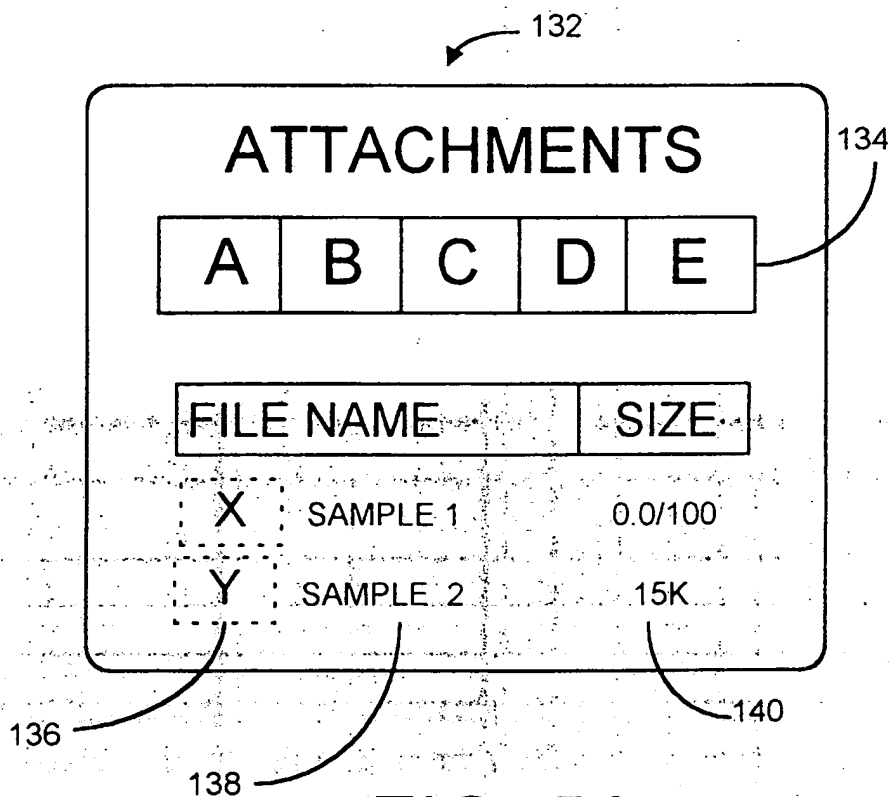 132
ATTACHMENTS
134
A B C D E
FILE NAME SIZE
X SAMPLE 1 0.0/100
Y SAMPLE 2 15K
136
138
140